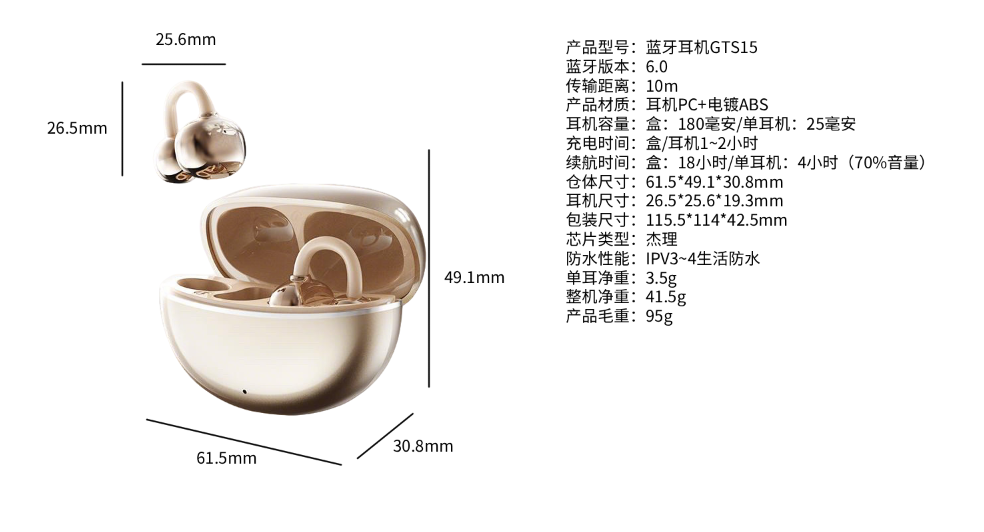 25.6mm
26.5mm
49.1mm
30.8mm
61.5mm
产品型号：蓝牙耳机GTS15
蓝牙版本：6.0
传输距离：10m
产品材质：耳机PC+电镀ABS
耳机容量：盒：180毫安/单耳机：25毫安
充电时间：盒/耳机1~2小时
续航时间：盒：18小时/单耳机：4小时（70%音量）
仓体尺寸：61.5*49.1*30.8mm
耳机尺寸：26.5*25.6*19.3mm
包装尺寸：115.5*114*42.5mm
芯片类型：杰理
防水性能：IPV3~4生活防水
单耳净重：3.5g
整机净重：41.5g
产品毛重：95g